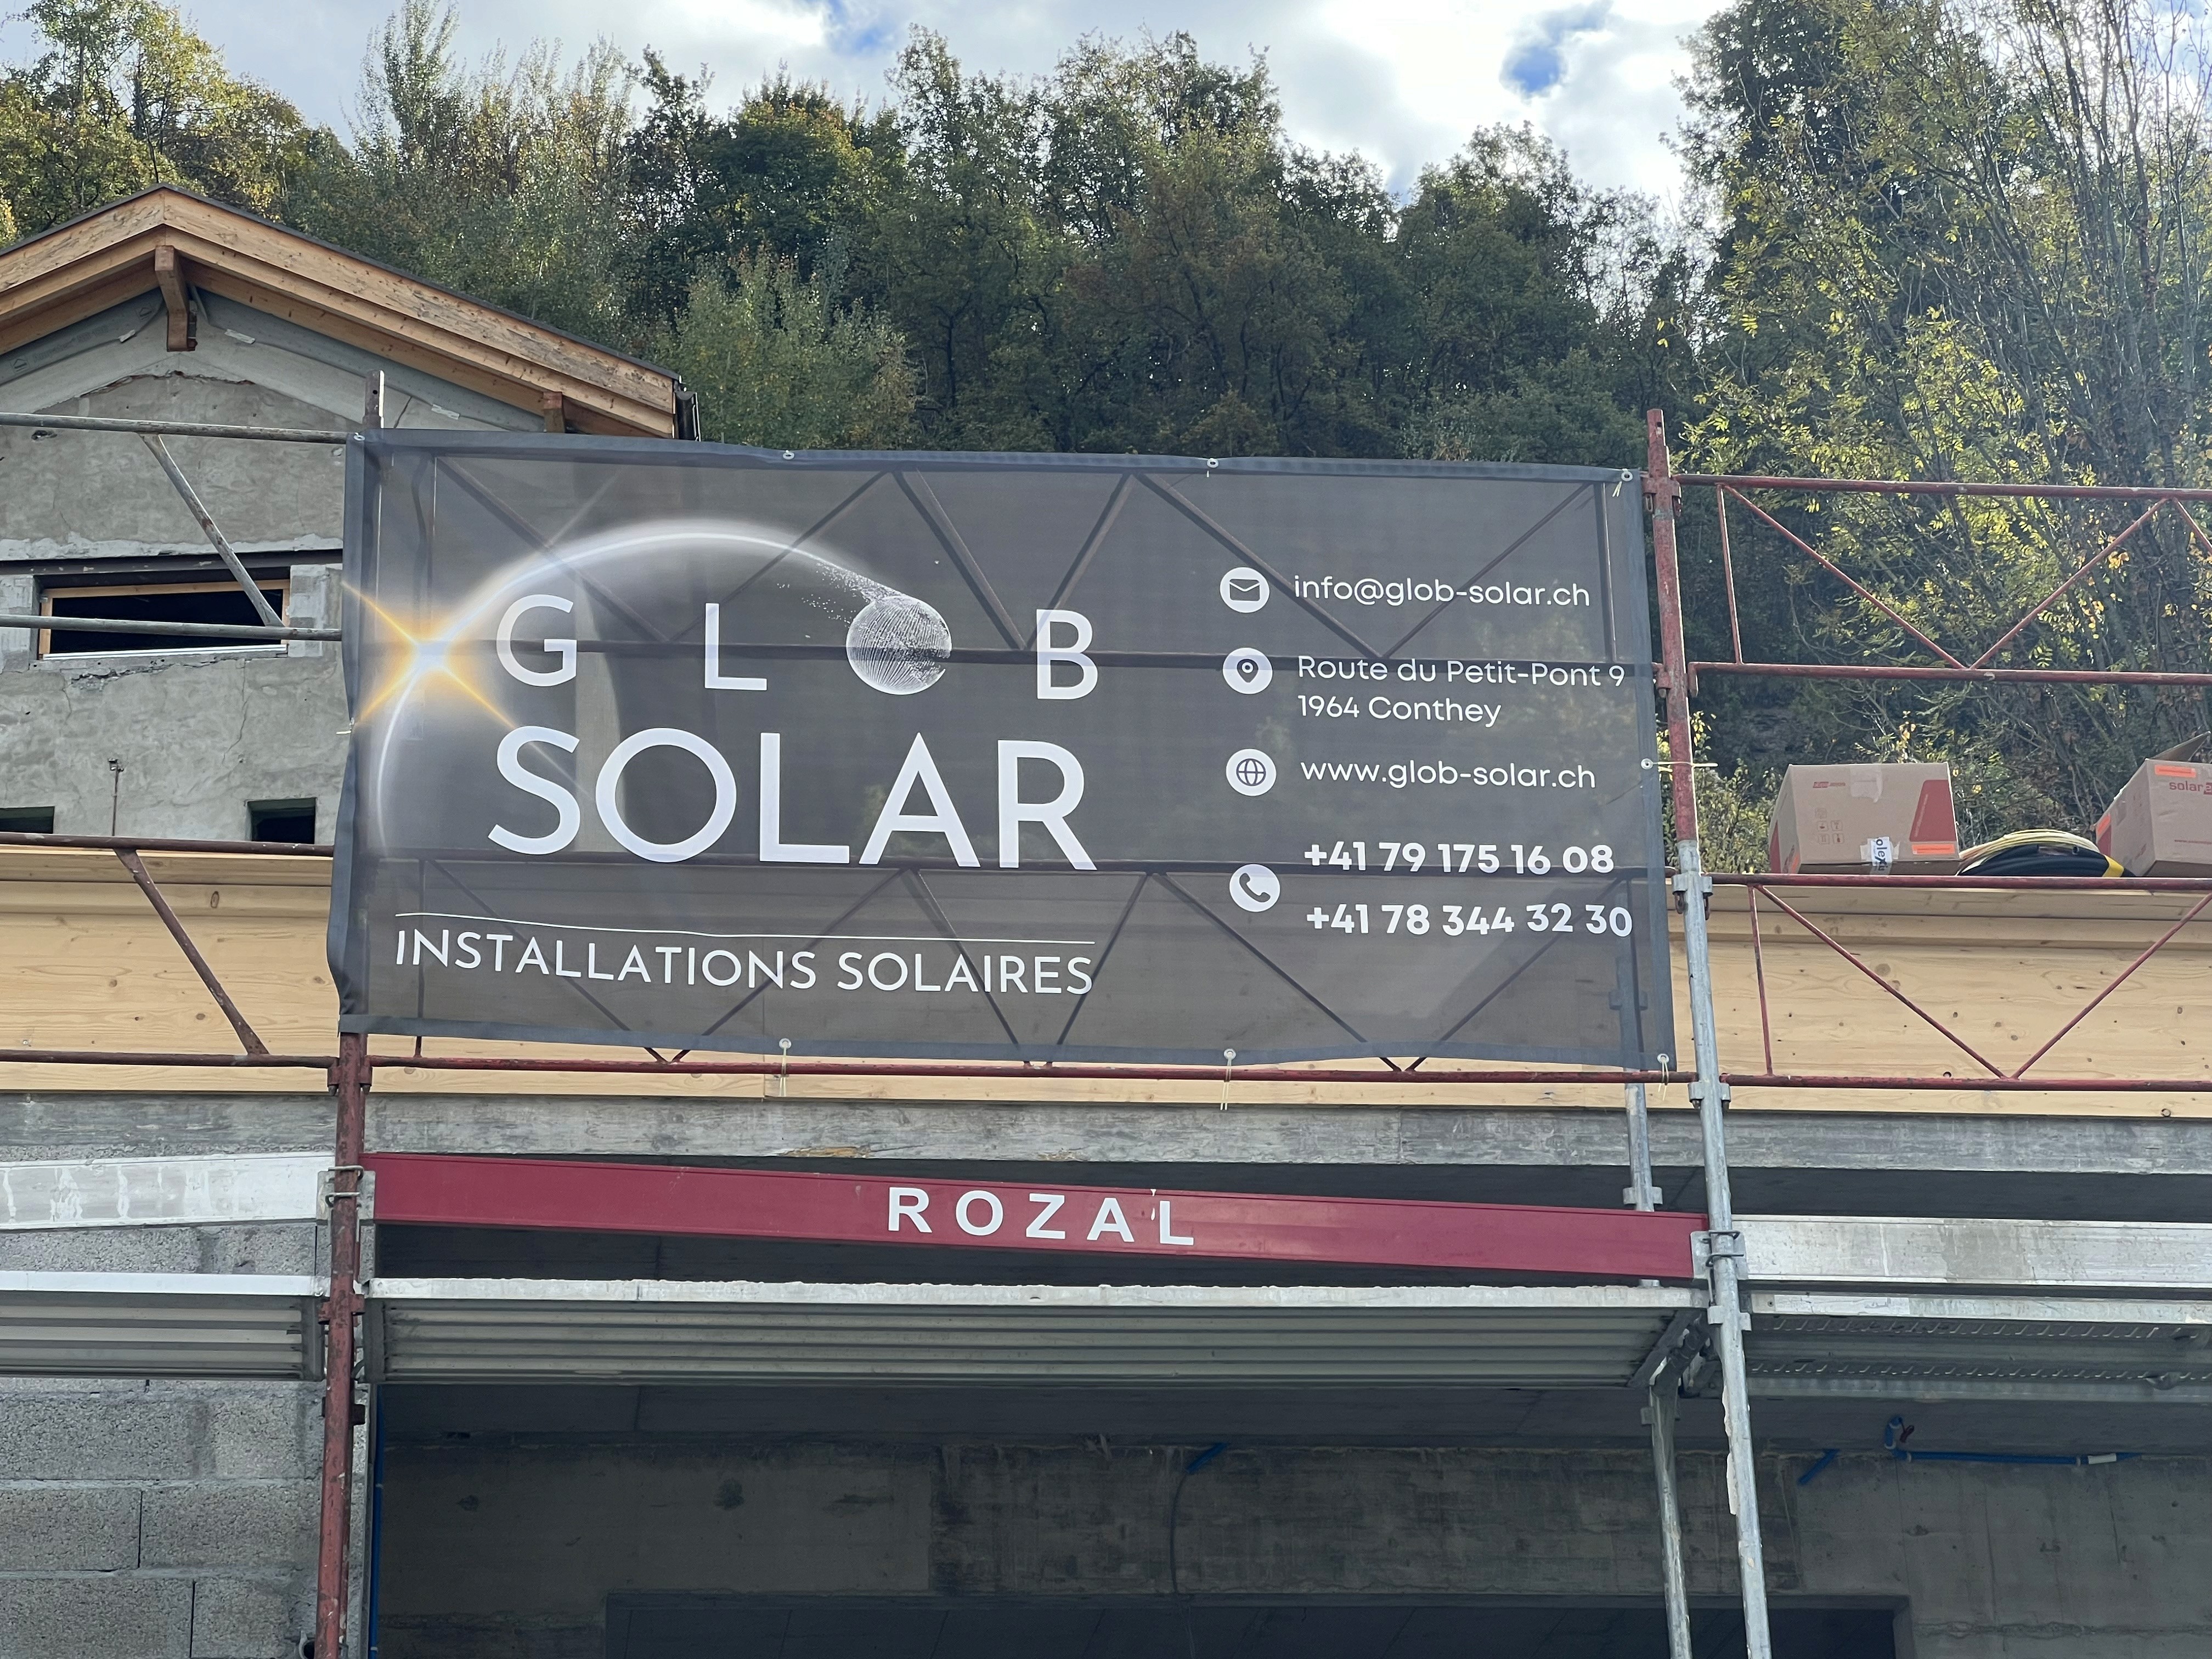 GLOB
SOLAR
INSTALLATIONS SOLAIRES
info@glob-solar.ch
Route du Petit-Pont 9
1964 Conthey
www.glob-solar.ch
+41 79 175 16 08
+41 78 344 32 30
ROZAL